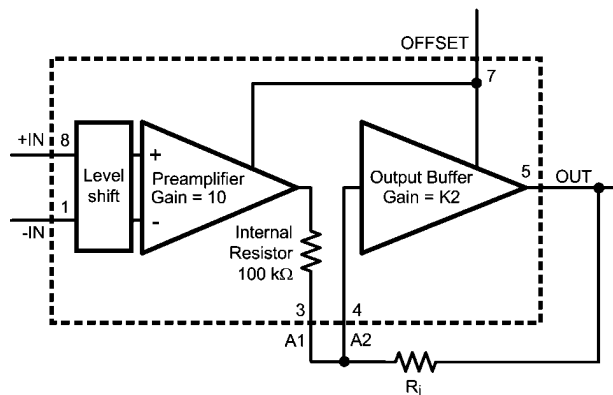 OFFSET
7
+IN
8
Level
shift
+
-
Preamplifier
Gain = 10
Output Buffer
Gain = K2
5
OUT
1
-IN
Internal
Resistor
100 kΩ
3
4
A1
A2
Ri